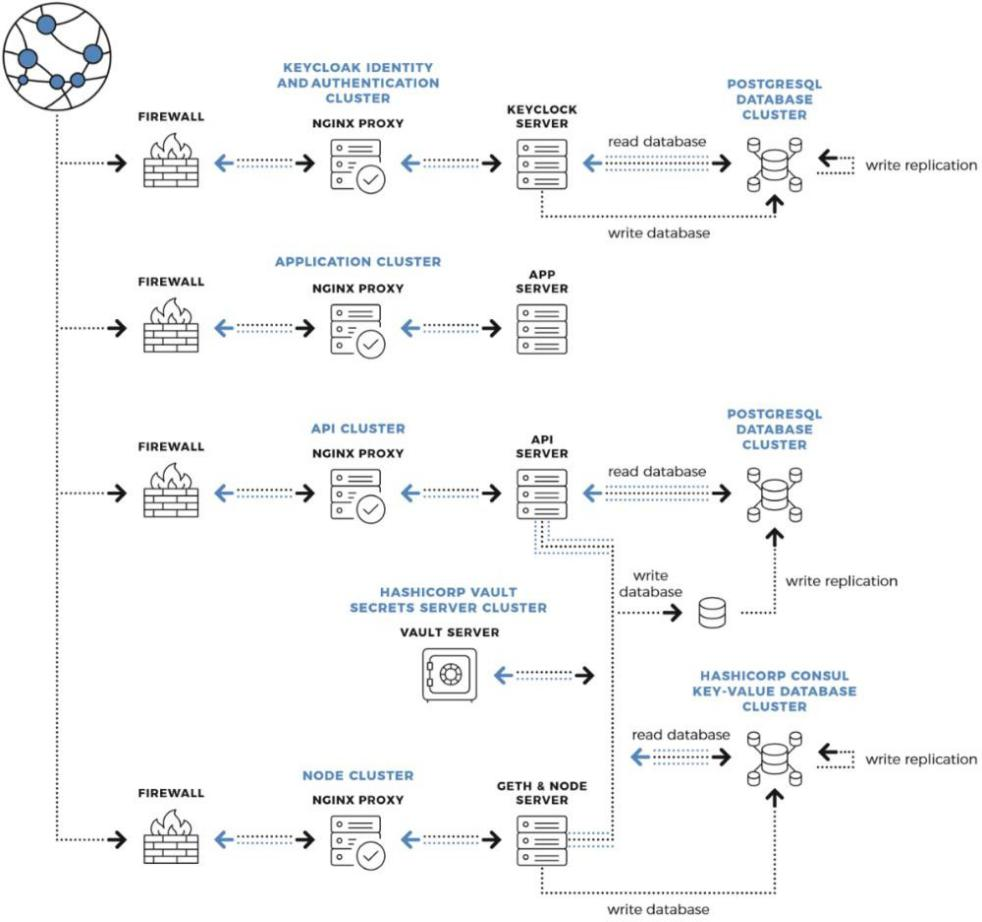 KEYCLOAK IDENTITY
AND AUTHENTICATION
CLUSTER
POSTGRESQL
DATABASE
CLUSTER
FIREWALL
NGINX PROXY
KEYCLOCK
SERVER
read database
write replication
write database
APPLICATION CLUSTER
FIREWALL
NGINX PROXY
APP
SERVER
POSTGRESQL
DATABASE
CLUSTER
API CLUSTER
FIREWALL
NGINX PROXY
API
SERVER
read database
write
database
write replication
HASHICORP VAULT
SECRETS SERVER CLUSTER
VAULT SERVER
HASHICORP CONSUL
KEY-VALUE DATABASE
CLUSTER
read database
write replication
NODE CLUSTER
FIREWALL
NGINX PROXY
GETH & NODE
SERVER
write database